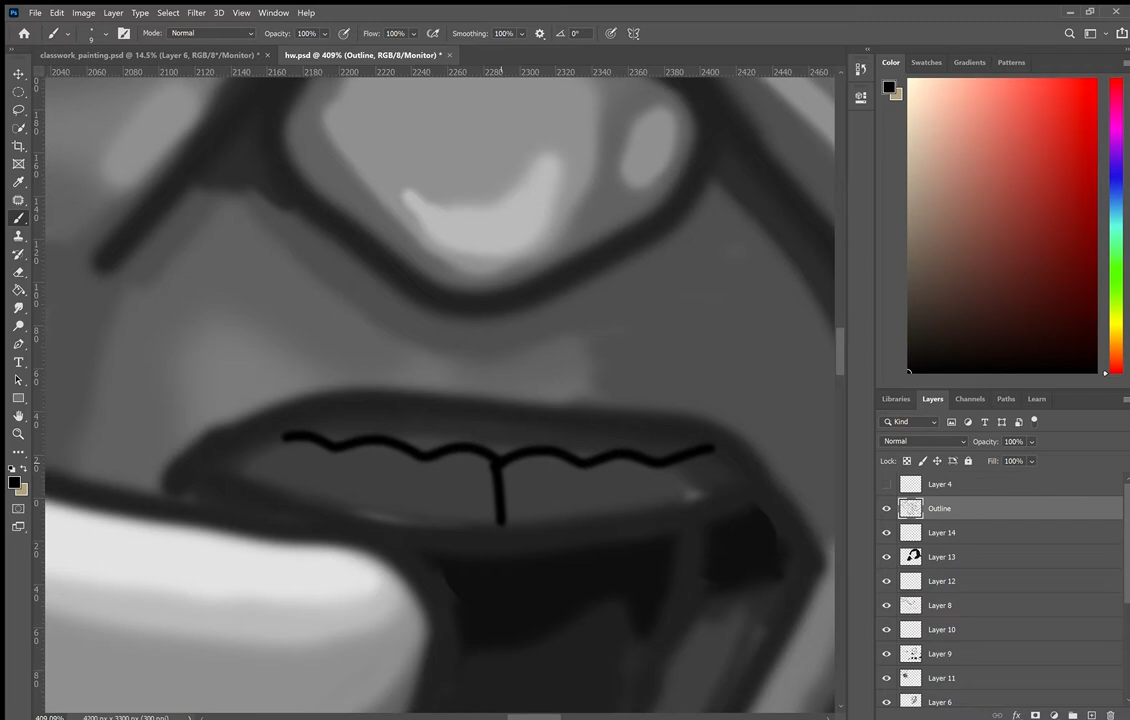 Ps File Edit Image Layer Type Select Filter 3D View Window Help
9 Mode: Normal Opacity: 100% Flow: 100% Smoothing: 100% 0°
classwork_painting.psd @ 14.5% (Layer 6, RGB/8*/Monitor) * × hw.psd @ 409% (Outline, RGB/8/Monitor) * ×
2040 2060 2080 2100 2120 2140 2160 2180 2200 2220 2240 2260 2280 2300 2320 2340 2360 2380 2400 2420 2440 2460
Color Swatches Gradients Patterns
Libraries Layers Channels Paths Learn
Kind
Normal Opacity: 100%
Lock: Fill: 100%
Layer 4
Outline
Layer 14
Layer 13
Layer 12
Layer 8
Layer 10
Layer 9
Layer 11
Layer 6
409.09% 4200 px x 3300 px (300 ppi)